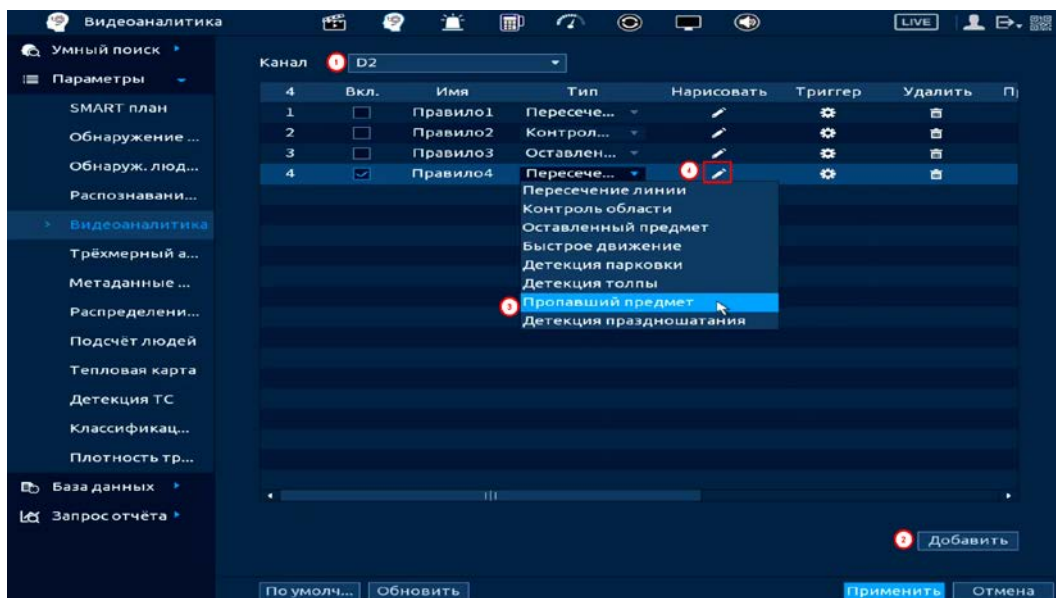 Видеоаналитика LIVE
Умный поиск
Параметры
SMART план
Обнаружение ...
Обнаруж. люд...
Распознавани...
Видеоаналитика
Трёхмерный а...
Метаданные ...
Распределени...
Подсчёт людей
Тепловая карта
Детекция ТС
Классификац...
Плотность тр...
База данных
Запрос отчёта
Канал 1 D2
4 Вкл. Имя Тип Нарисовать Триггер Удалить
1 Правило1 Пересече...
2 Правило2 Контрол...
3 Правило3 Оставлен...
4 Правило4 Пересече... 4
Пересечение линии
Контроль области
Оставленный предмет
Быстрое движение
Детекция парковки
Детекция толпы
3 Пропавший предмет
Детекция праздношатания
2 Добавить
По умолч... Обновить Применить Отмена